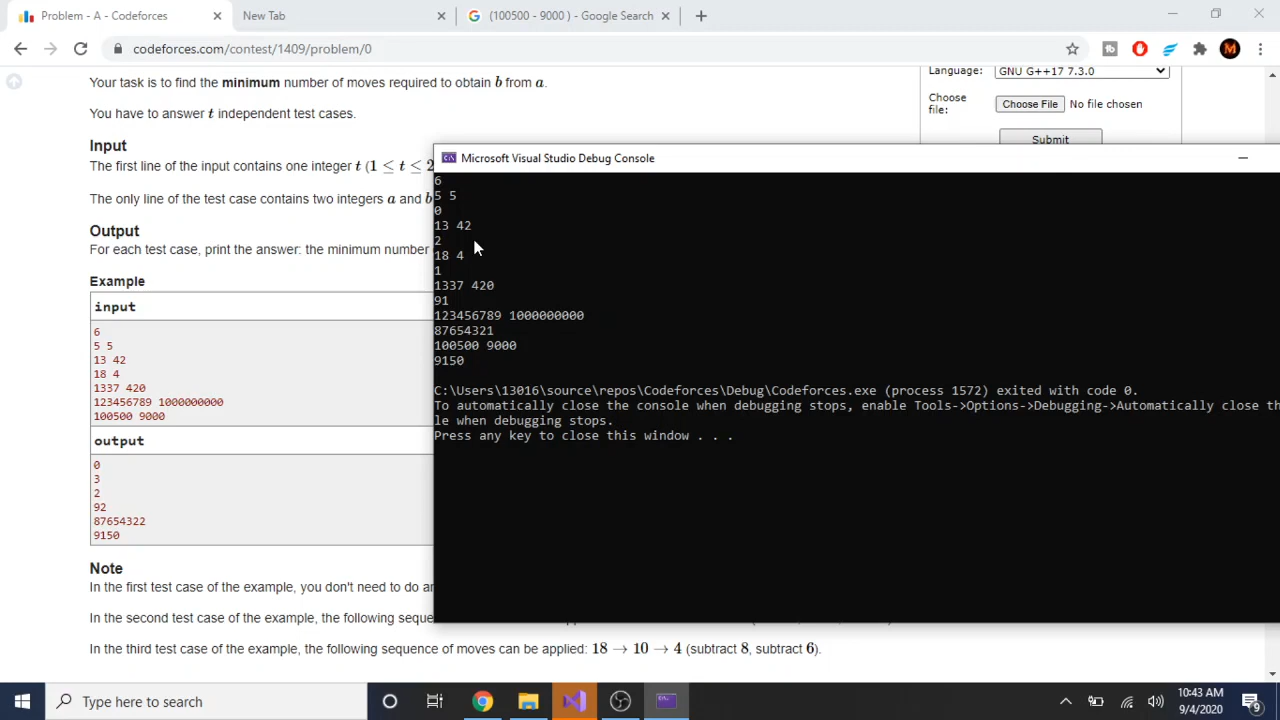 Problem - A - Codeforces
New Tab
(100500 - 9000 ) - Google Search
codeforces.com/contest/1409/problem/0
Your task is to find the minimum number of moves required to obtain b from a.
You have to answer t independent test cases.
Input
The first line of the input contains one integer t (1 ≤ t ≤ 2
The only line of the test case contains two integers a and b
Output
For each test case, print the answer: the minimum number
Example
input
6
5 5
13 42
18 4
1337 420
123456789 1000000000
100500 9000
output
0
3
2
92
87654322
9150
Note
In the first test case of the example, you don't need to do an
In the second test case of the example, the following seque
In the third test case of the example, the following sequence of moves can be applied: 18 → 10 → 4 (subtract 8, subtract 6).
Language:
GNU G++17 7.3.0
Choose
file:
Choose File
No file chosen
Submit
Microsoft Visual Studio Debug Console
6
5 5
0
13 42
2
18 4
1
1337 420
91
123456789 1000000000
87654321
100500 9000
9150
C:\Users\13016\source\repos\Codeforces\Debug\Codeforces.exe (process 1572) exited with code 0.
To automatically close the console when debugging stops, enable Tools->Options->Debugging->Automatically close th
le when debugging stops.
Press any key to close this window . . .
Type here to search
10:43 AM
9/4/2020
9